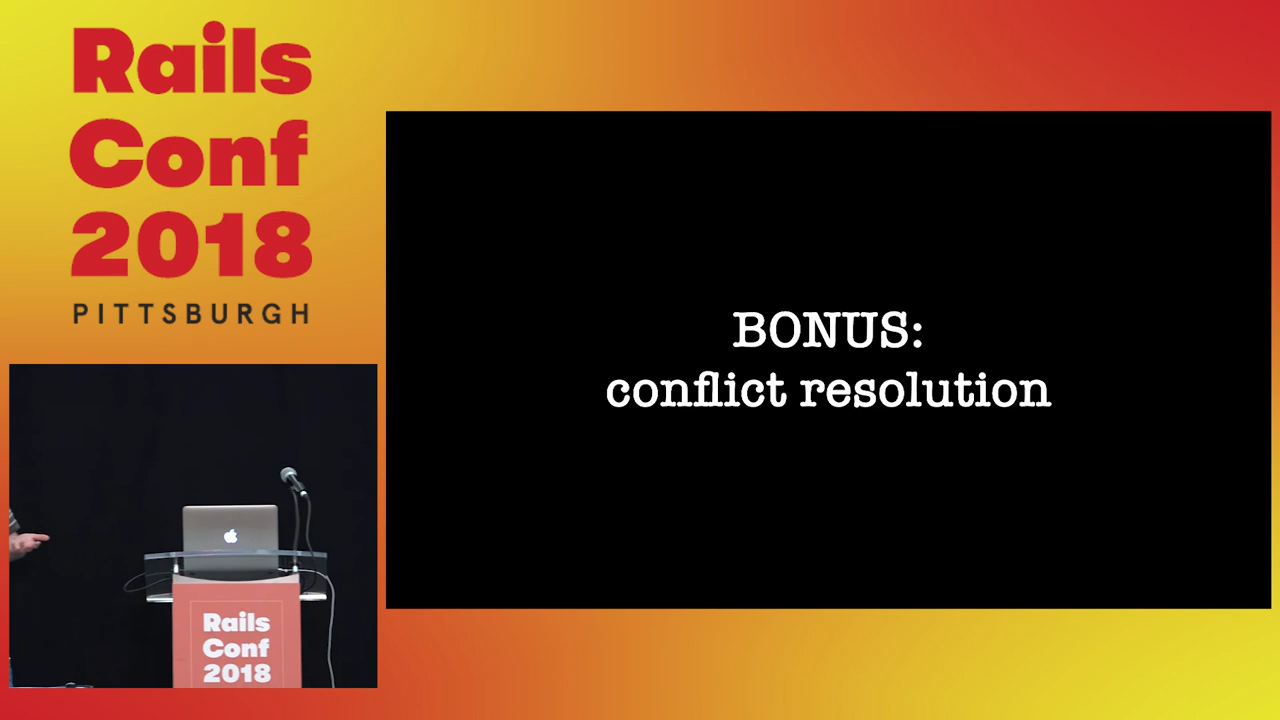 Rails
Conf
2018
PITTSBURGH
BONUS:
conflict resolution
Rails
Conf
2018